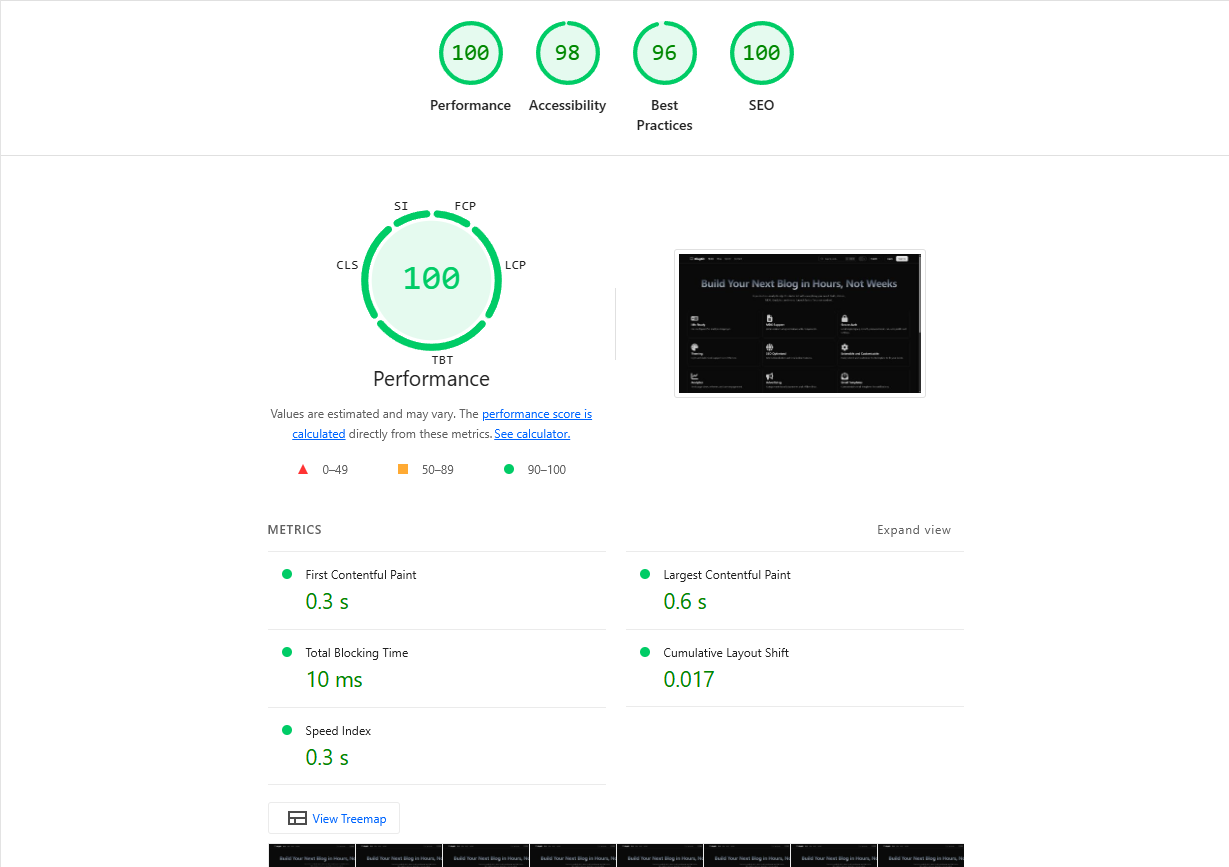 100
98
96
100
Performance
Accessibility
Best
Practices
SEO
SI
FCP
CLS
LCP
100
TBT
Performance
Values are estimated and may vary. The performance score is
calculated directly from these metrics. See calculator.
0–49
50–89
90–100
Build Your Next Blog in Hours, Not Weeks
METRICS
Expand view
First Contentful Paint
0.3 s
Largest Contentful Paint
0.6 s
Total Blocking Time
10 ms
Cumulative Layout Shift
0.017
Speed Index
0.3 s
View Treemap